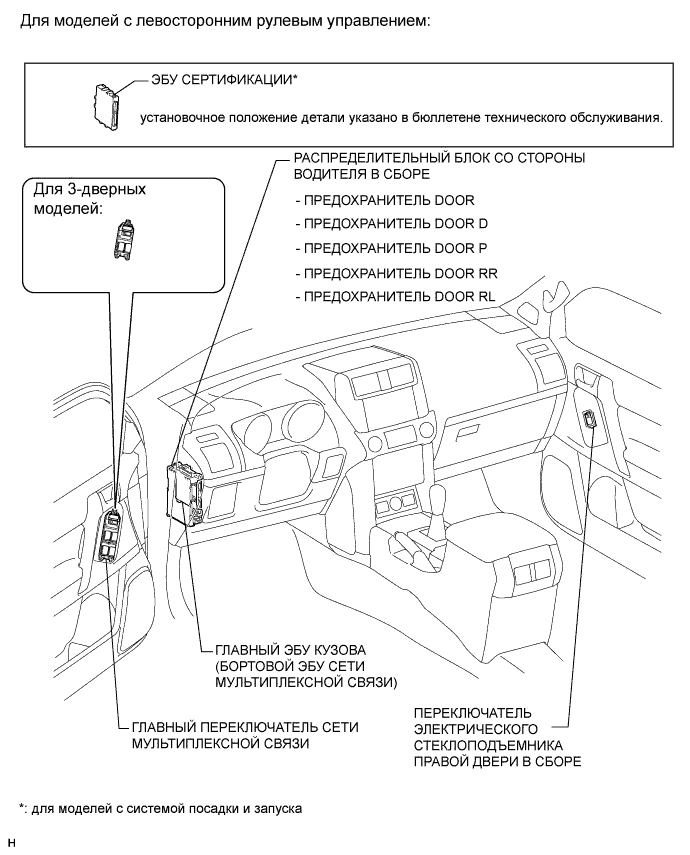 Для моделей с левосторонним рулевым управлением:
ЭБУ СЕРТИФИКАЦИИ*
установочное положение детали указано в бюллетене технического обслуживания.
РАСПРЕДЕЛИТЕЛЬНЫЙ БЛОК СО СТОРОНЫ
ВОДИТЕЛЯ В СБОРЕ
- ПРЕДОХРАНИТЕЛЬ DOOR
- ПРЕДОХРАНИТЕЛЬ DOOR D
- ПРЕДОХРАНИТЕЛЬ DOOR P
- ПРЕДОХРАНИТЕЛЬ DOOR RR
- ПРЕДОХРАНИТЕЛЬ DOOR RL
Для 3-дверных
моделей:
ГЛАВНЫЙ ЭБУ КУЗОВА
(БОРТОВОЙ ЭБУ СЕТИ
МУЛЬТИПЛЕКСНОЙ СВЯЗИ)
ГЛАВНЫЙ ПЕРЕКЛЮЧАТЕЛЬ СЕТИ
МУЛЬТИПЛЕКСНОЙ СВЯЗИ
ПЕРЕКЛЮЧАТЕЛЬ
ЭЛЕКТРИЧЕСКОГО
СТЕКЛОПОДЪЕМНИКА
ПРАВОЙ ДВЕРИ В СБОРЕ
*: для моделей с системой посадки и запуска
H